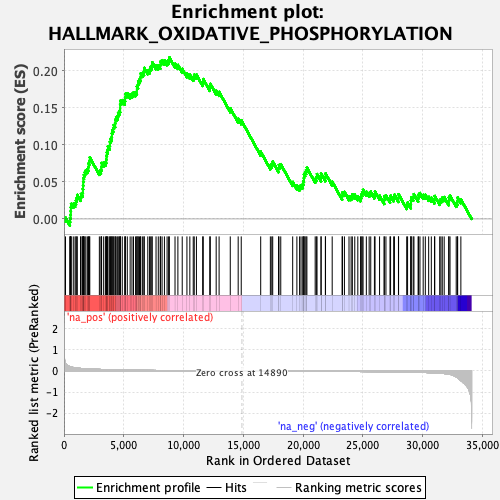 Enrichment plot:
HALLMARK_OXIDATIVE_PHOSPHORYLATION
Enrichment score (ES)
0.20
0.15
0.10
0.05
0.00
'na_pos' (positively correlated)
Ranked list metric (PreRanked)
2
1
0
-1
-2
Zero cross at 14890
'na_neg' (negatively correlated)
0
5,000
10,000
15,000
20,000
25,000
30,000
35,000
Rank in Ordered Dataset
Enrichment profile
Hits
Ranking metric scores